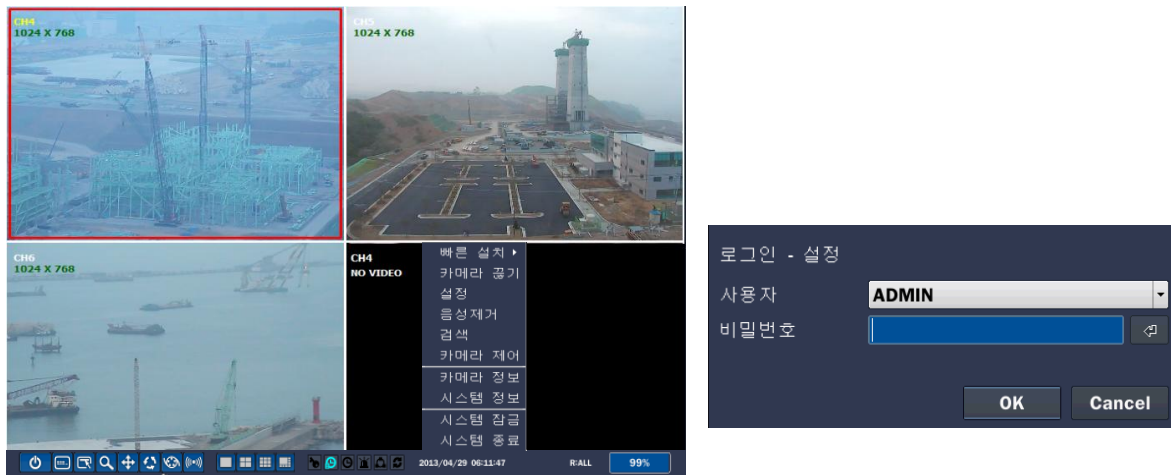 CH4
1024 X 768
CH5
1024 X 768
CH6
1024 X 768
CH4
NO VIDEO
빠른 설치
카메라 끊기
설정
음성제거
검색
카메라 제어
카메라 정보
시스템 정보
시스템 잠금
시스템 종료
2013/04/29 06:11:47
R:ALL
99%
로그인 - 설정
사용자
ADMIN
비밀번호
OK
Cancel